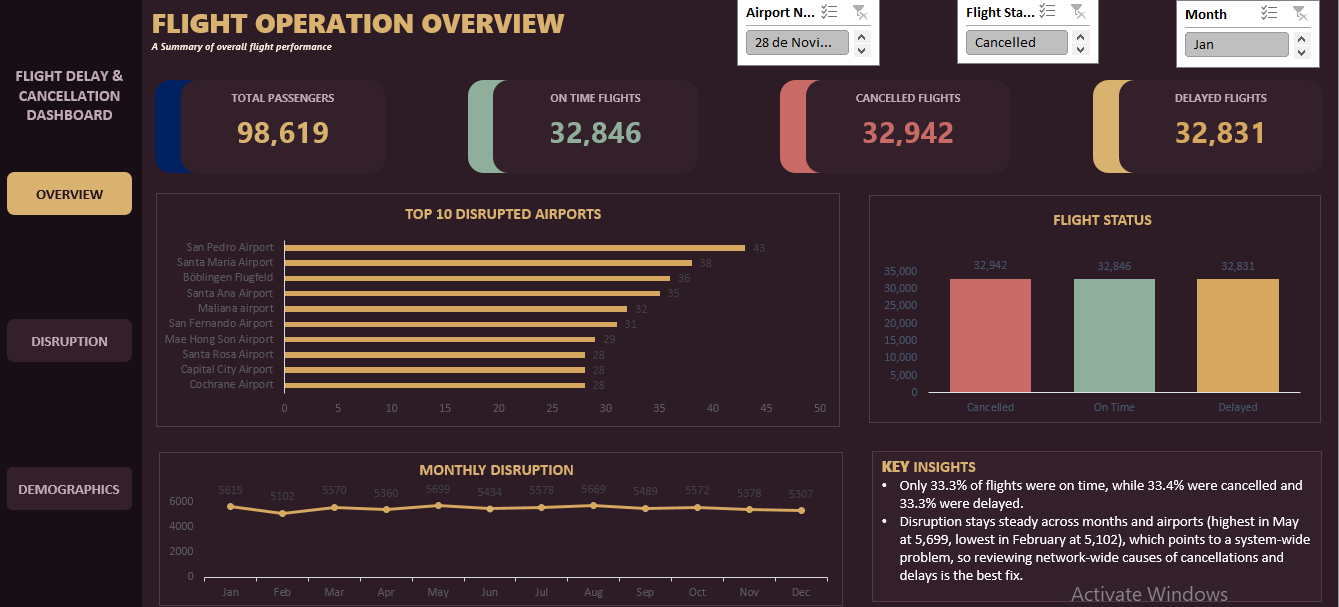 FLIGHT OPERATION OVERVIEW
A Summary of overall flight performance
Airport N...
28 de Novi...
Flight Sta...
Cancelled
Month
Jan
FLIGHT DELAY &
CANCELLATION
DASHBOARD
OVERVIEW
DISRUPTION
DEMOGRAPHICS
TOTAL PASSENGERS
98,619
ON TIME FLIGHTS
32,846
CANCELLED FLIGHTS
32,942
DELAYED FLIGHTS
32,831
TOP 10 DISRUPTED AIRPORTS
San Pedro Airport 43
Santa Maria Airport 38
Böblingen Flugfeld 36
Santa Ana Airport 35
Maliana airport 32
San Fernando Airport 31
Mae Hong Son Airport 29
Santa Rosa Airport 28
Capital City Airport 28
Cochrane Airport 28
0 5 10 15 20 25 30 35 40 45 50
FLIGHT STATUS
32,942 32,846 32,831
35,000
30,000
25,000
20,000
15,000
10,000
5,000
0
Cancelled On Time Delayed
MONTHLY DISRUPTION
5615 5102 5570 5360 5699 5434 5578 5669 5489 5572 5378 5307
6000
4000
2000
0
Jan Feb Mar Apr May Jun Jul Aug Sep Oct Nov Dec
KEY INSIGHTS
• Only 33.3% of flights were on time, while 33.4% were cancelled and
33.3% were delayed.
• Disruption stays steady across months and airports (highest in May
at 5,699, lowest in February at 5,102), which points to a system-wide
problem, so reviewing network-wide causes of cancellations and
delays is the best fix.
Activate Windows